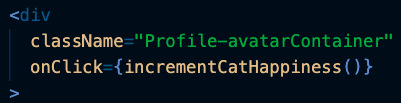 <div
className="Profile-avatarContainer"
onClick={incrementCatHappiness()}
>